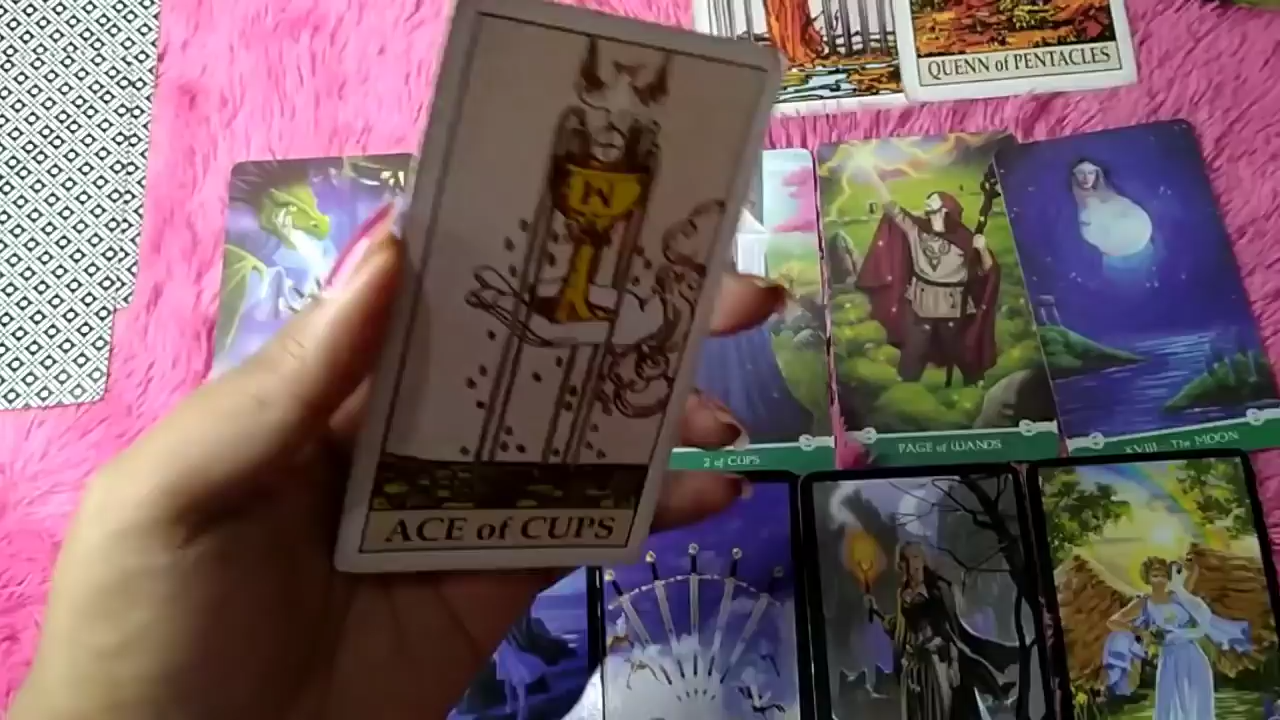 QUENN of PENTACLES
ACE of CUPS
2 of CUPS
PAGE of WANDS
XVIII - The MOON